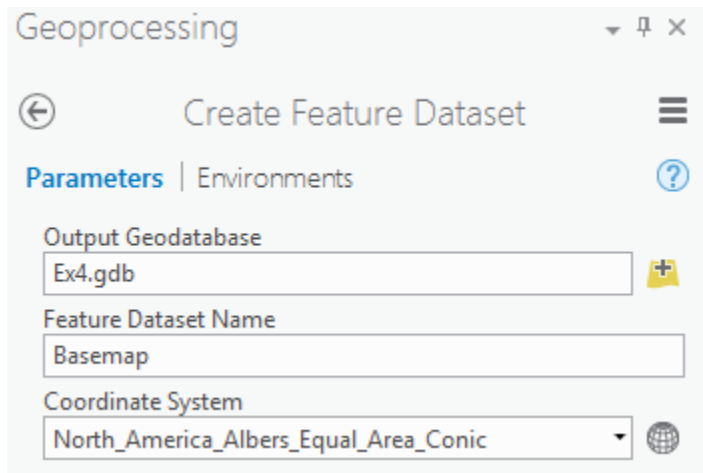 Geoprocessing
Create Feature Dataset
Parameters | Environments
Output Geodatabase
Ex4.gdb
Feature Dataset Name
Basemap
Coordinate System
North_America_Albers_Equal_Area_Conic